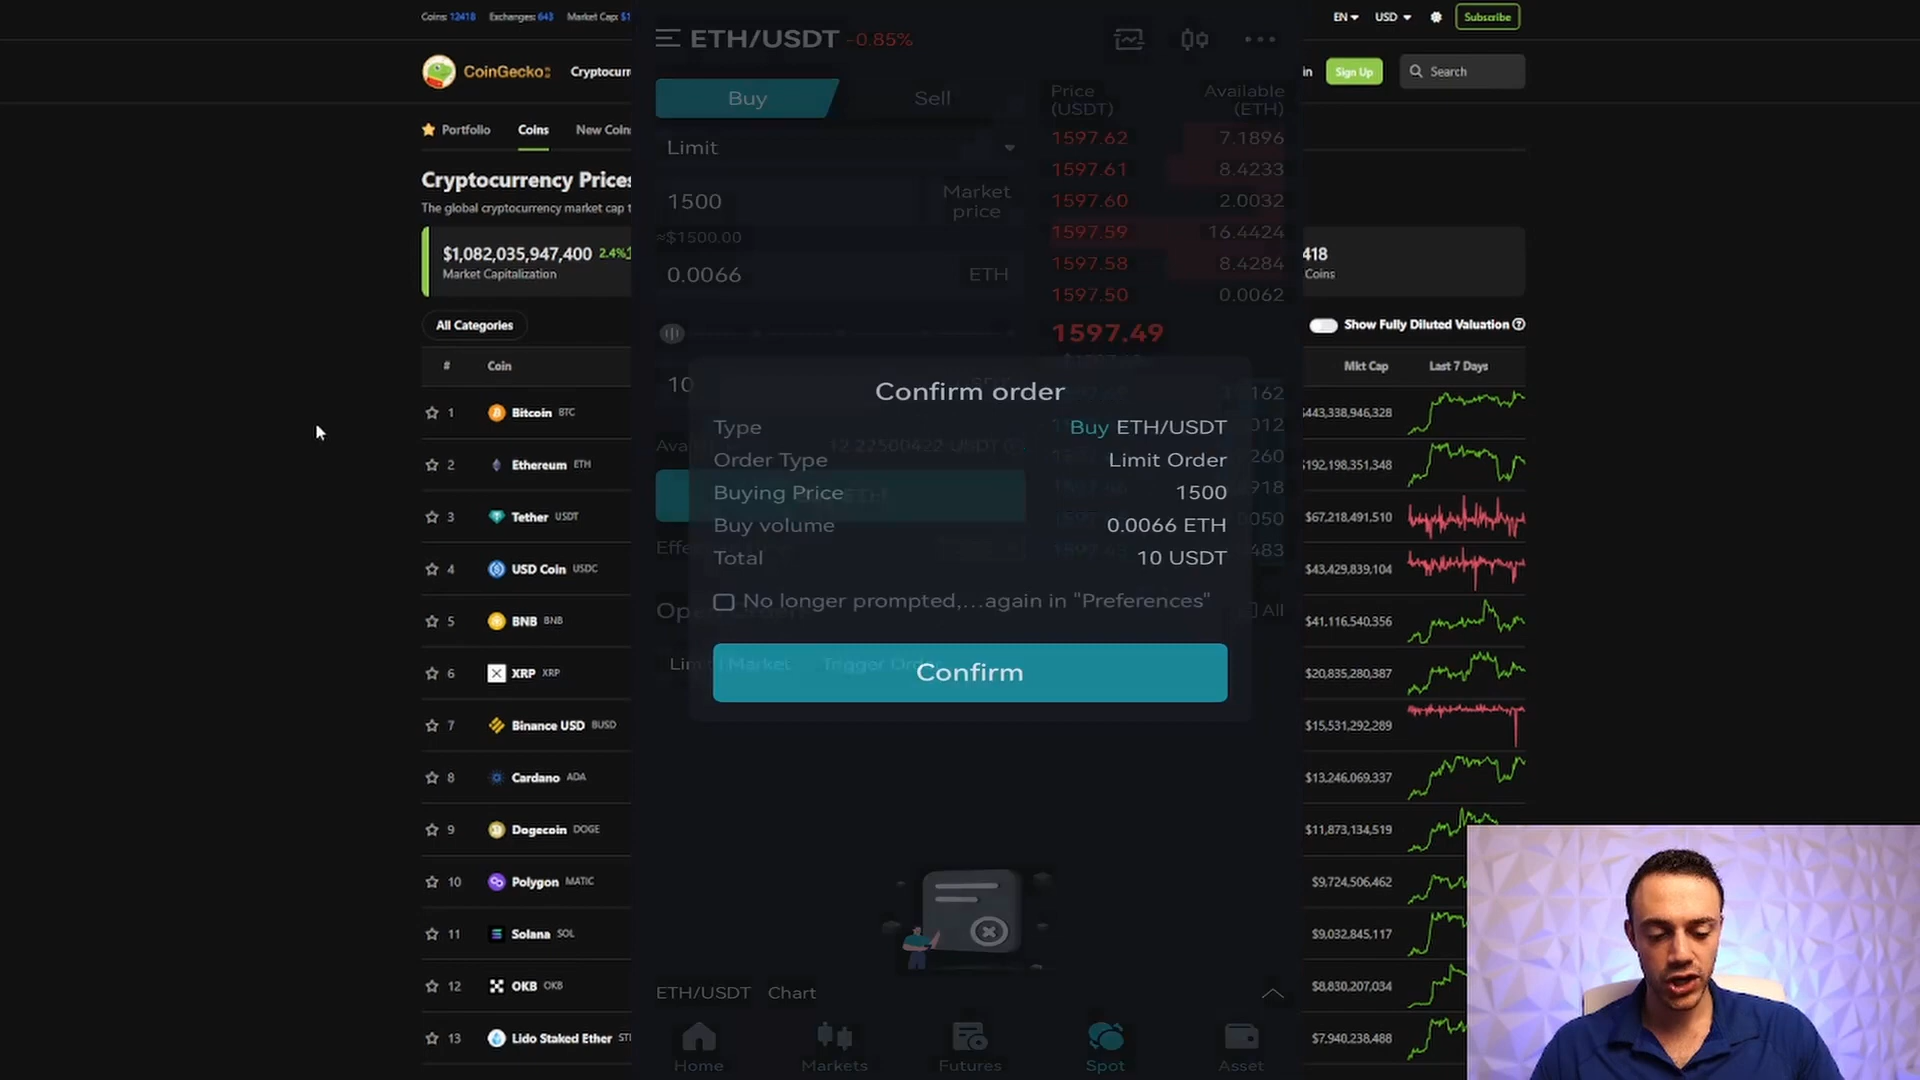 Coins: 12418 Exchanges: 643 Market Cap: $1
EN USD Subscribe
CoinGecko Cryptocurr
in Sign Up Search
Portfolio Coins New Coin
Cryptocurrency Prices
The global cryptocurrency market cap t
$1,082,035,947,400 2.4%
Market Capitalization
418
Coins
All Categories
Show Fully Diluted Valuation
# Coin
Mkt Cap Last 7 Days
1 Bitcoin BTC
$443,338,946,328
2 Ethereum ETH
$192,198,351,348
3 Tether USDT
$67,218,491,510
4 USD Coin USDC
$43,429,839,104
5 BNB BNB
$41,116,540,356
6 XRP XRP
$20,835,280,387
7 Binance USD BUSD
$15,531,292,289
8 Cardano ADA
$13,246,069,337
9 Dogecoin DOGE
$11,873,134,519
10 Polygon MATIC
$9,724,506,462
11 Solana SOL
$9,032,845,117
12 OKB OKB
$8,830,207,034
13 Lido Staked Ether
$7,940,238,488
ETH/USDT -0.85%
Buy Sell
Limit
1500
Market
price
≈$1500.00
0.0066 ETH
10
Price
(USDT)
Available
(ETH)
1597.62 7.1896
1597.61 8.4233
1597.60 2.0032
1597.59 16.4424
1597.58 8.4284
1597.50 0.0062
1597.49
Confirm order
Type Buy ETH/USDT
Order Type Limit Order
Buying Price 1500
Buy volume 0.0066 ETH
Total 10 USDT
No longer prompted,...again in "Preferences"
All
Confirm
ETH/USDT Chart
Home Markets Futures Spot Asset